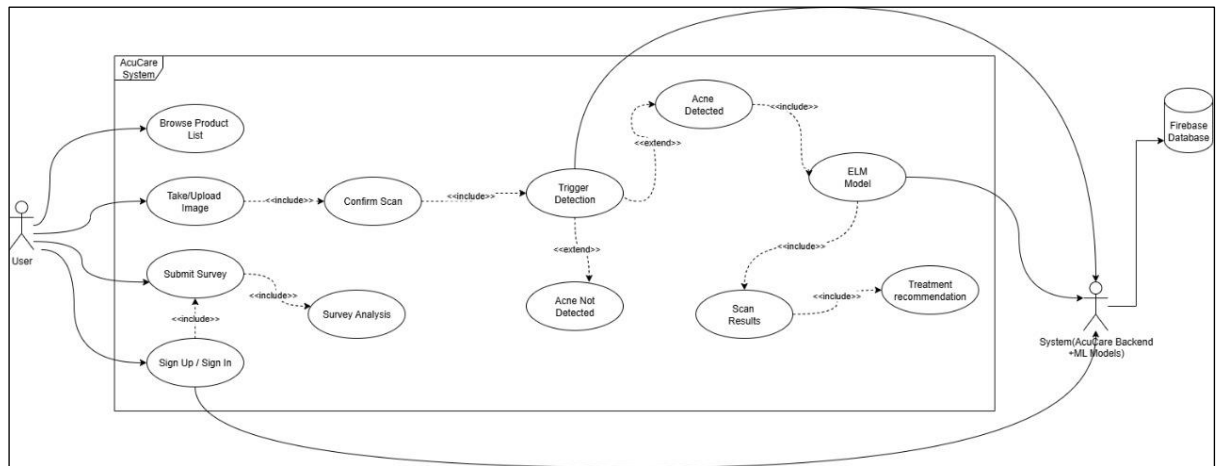 AcuCare
System
Browse Product
List
Take/Upload
Image
<<include>>
Confirm Scan
<<include>>
Trigger
Detection
<<extend>>
Acne
Detected
<<include>>
ELM
Model
Firebase
Database
User
Submit Survey
<<include>>
Survey Analysis
<<include>>
Sign Up / Sign In
<<extend>>
Acne Not
Detected
<<include>>
Scan
Results
<<include>>
Treatment
recommendation
System(AcuCare Backend
+ML Models)